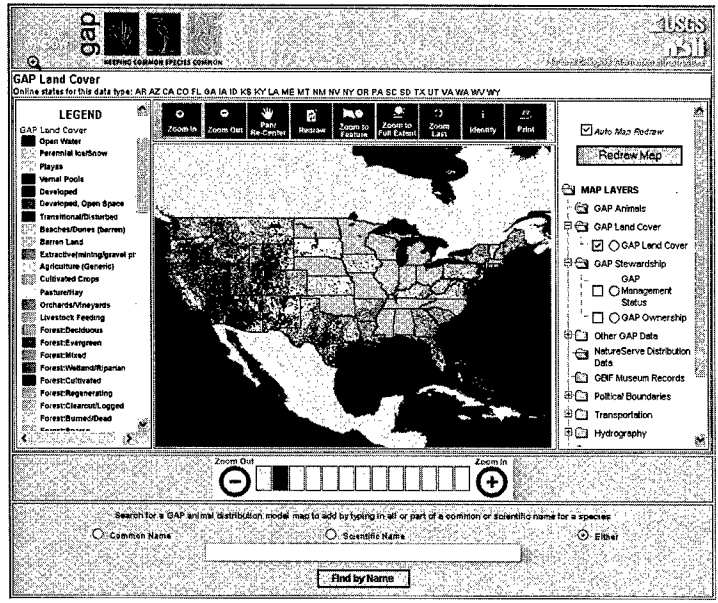 gap
KEEPING COMMON SPECIES COMMON
USGS
GAP Land Cover
Online states for this data type: AR AZ CA CO FL GA IA ID KS KY LA ME MT NM NV NY OR PA SC SD TX UT VA WA WV WY
LEGEND
GAP Land Cover
Open Water
Perennial Ice/Snow
Playas
Vernal Pools
Developed
Developed, Open Space
Transitional/Disturbed
Beaches/Dunes (barren)
Barren Land
Extractive(mining/gravel pr
Agriculture (Generic)
Cultivated Crops
Pasture/Hay
Orchards/Vineyards
Livestock Feeding
Forest:Deciduous
Forest:Evergreen
Forest:Mixed
Forest:Wetland/Riparian
Forest:Cultivated
Forest:Regenerating
Forest:Clearcut/Logged
Forest:Burned/Dead
Zoom In
Zoom Out
Pan/
Re-Center
Redraw
Zoom to
Feature
Zoom to
Full Extent
Zoom
Last
Identify
Print
Auto Map Redraw
Redraw Map
MAP LAYERS
GAP Animals
GAP Land Cover
GAP Land Cover
GAP Stewardship
GAP
Management
Status
GAP Ownership
Other GAP Data
NatureServe Distribution
Data
GBIF Museum Records
Political Boundaries
Transportation
Hydrography
Zoom Out
Zoom In
Search for a GAP animal distribution model map to add by typing in all or part of a common or scientific name for a species
Common Name
Scientific Name
Either
Find by Name